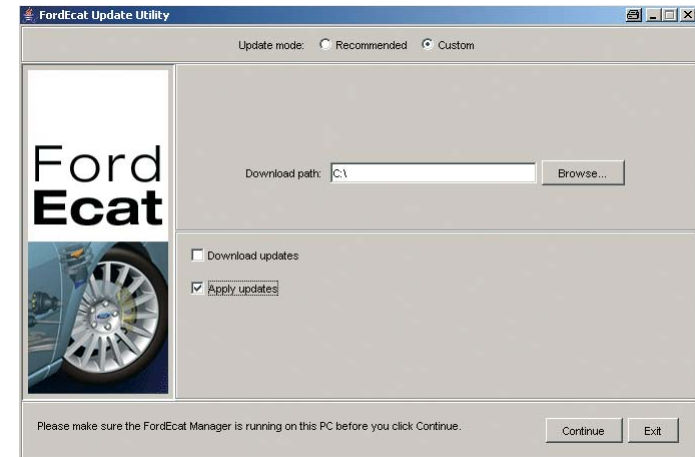 FordEcat Update Utility
Update mode: Recommended Custom
Ford
Ecat
Download path: C:\ Browse...
Download updates
Apply updates
Please make sure the FordEcat Manager is running on this PC before you click Continue. Continue Exit